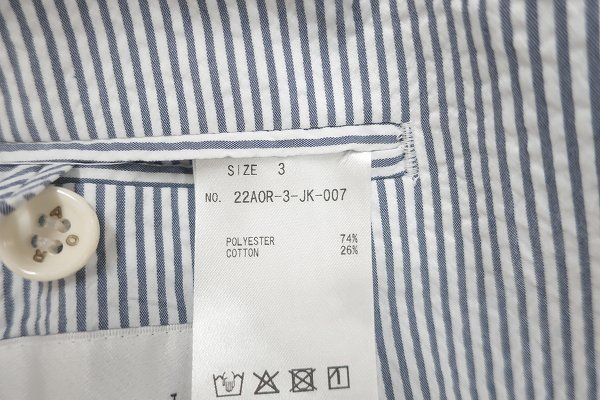 SIZE 3
NO. 22AOR-3-JK-007
POLYESTER 74%
COTTON 26%
A
O
R